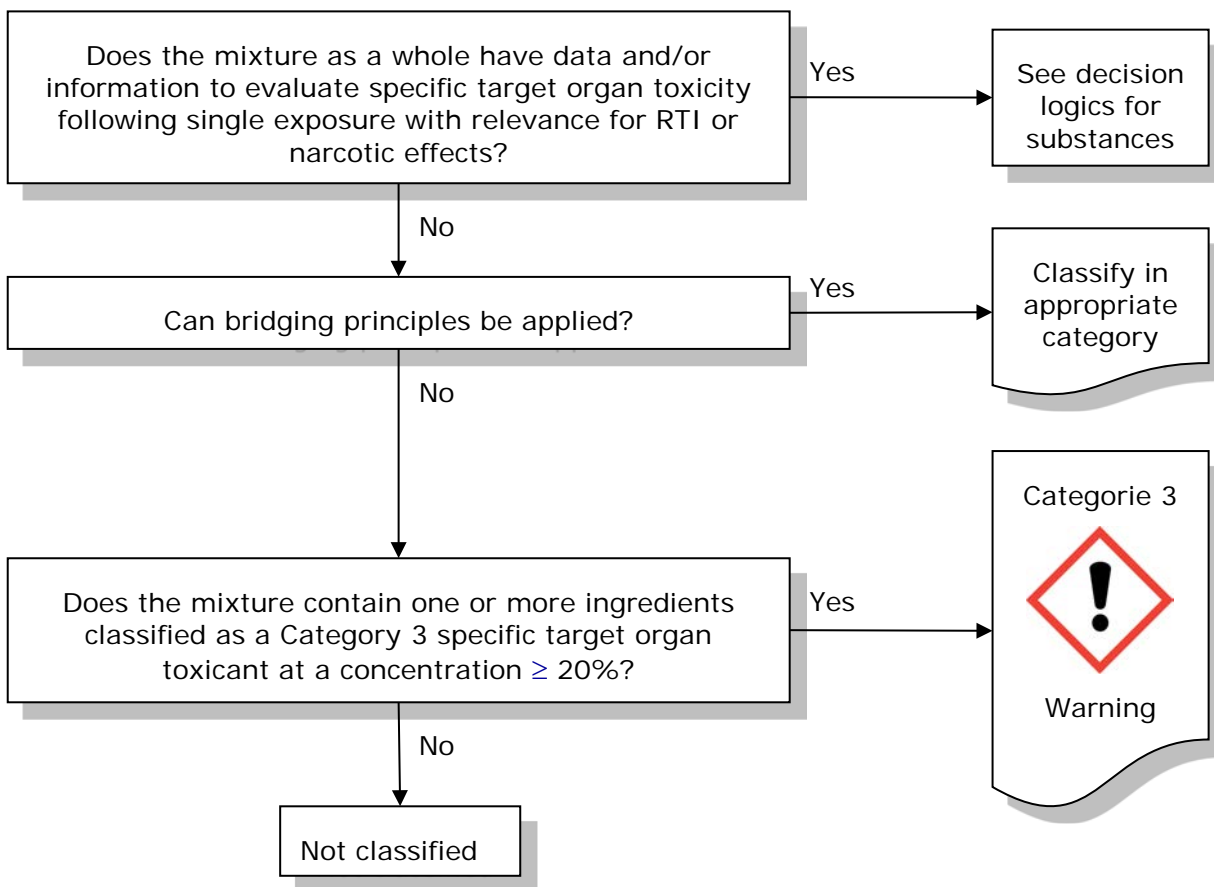 Does the mixture as a whole have data and/or
information to evaluate specific target organ toxicity
following single exposure with relevance for RTI or
narcotic effects?
Yes
See decision
logics for
substances
No
Can bridging principles be applied?
Yes
Classify in
appropriate
category
No
Does the mixture contain one or more ingredients
classified as a Category 3 specific target organ
toxicant at a concentration ≥ 20%?
Yes
Categorie 3
Warning
No
Not classified